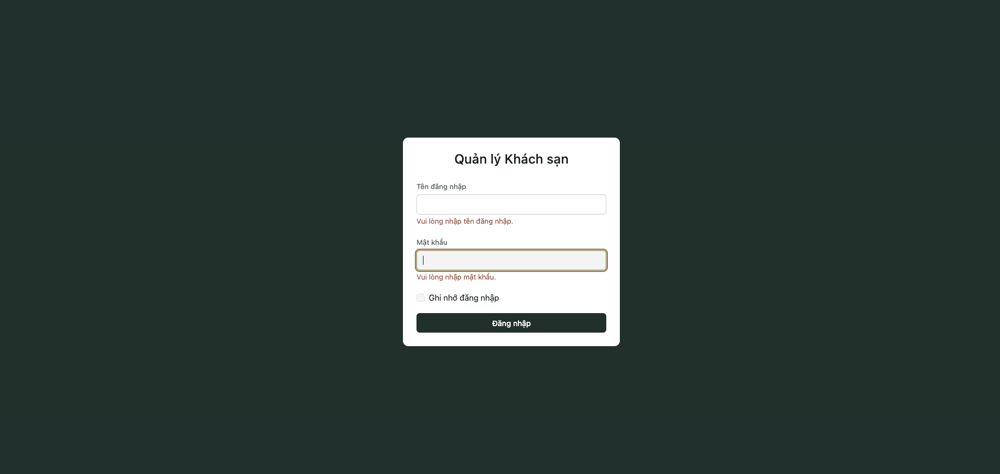 Quản lý Khách sạn
Tên đăng nhập
Vui lòng nhập tên đăng nhập.
Mật khẩu
Vui lòng nhập mật khẩu.
Ghi nhớ đăng nhập
Đăng nhập